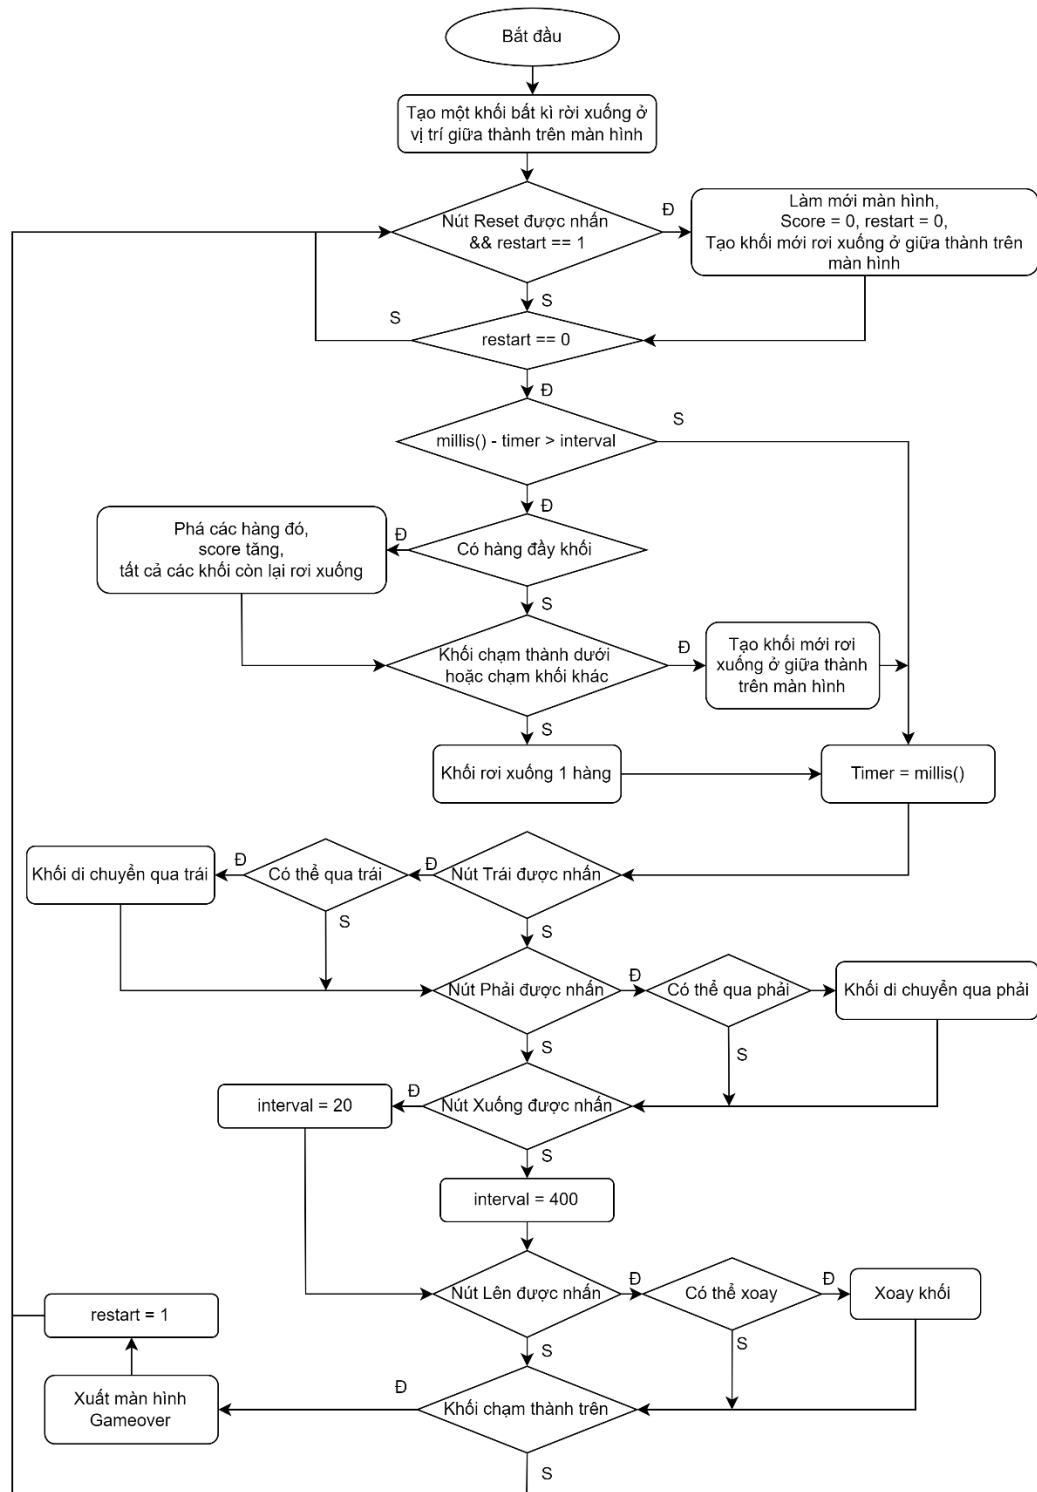 Bắt đầu
Tạo một khối bất kì rời xuống ở
vị trí giữa thành trên màn hình
Nút Reset được nhấn
&& restart == 1
Đ
Làm mới màn hình,
Score = 0, restart = 0,
Tạo khối mới rơi xuống ở giữa thành trên
màn hình
S
S
restart == 0
Đ
millis() - timer > interval
S
Đ
Phá các hàng đó,
score tăng,
tất cả các khối còn lại rơi xuống
Đ
Có hàng đầy khối
S
Khối chạm thành dưới
hoặc chạm khối khác
Đ
Tạo khối mới rơi
xuống ở giữa thành
trên màn hình
S
Khối rơi xuống 1 hàng
Timer = millis()
Khối di chuyển qua trái
Đ
Có thể qua trái
Đ
Nút Trái được nhấn
S
S
Nút Phải được nhấn
Đ
Có thể qua phải
Khối di chuyển qua phải
S
S
interval = 20
Đ
Nút Xuống được nhấn
S
interval = 400
Nút Lên được nhấn
Đ
Có thể xoay
Đ
Xoay khối
restart = 1
S
S
Xuất màn hình
Gameover
Đ
Khối chạm thành trên
S